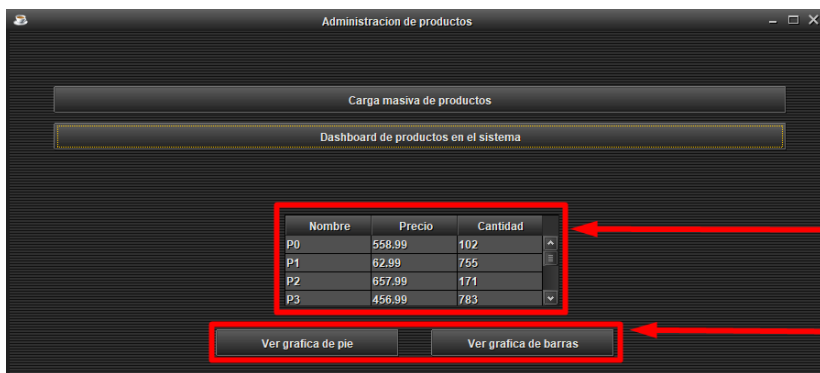 Administracion de productos
Carga masiva de productos
Dashboard de productos en el sistema
Nombre Precio Cantidad
P0 558.99 102
P1 62.99 755
P2 657.99 171
P3 456.99 783
Ver grafica de pie Ver grafica de barras